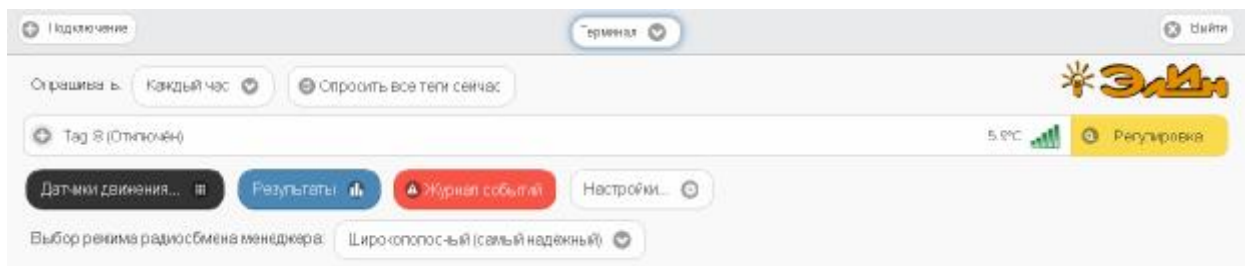 Подключение
Терминал
Выйти
Опрашивать: Каждый час Спросить все теги сейчас
ЭлИн
Tag 8 (Отключён) 5.9°C Регулировка
Датчики движения... Результаты Журнал событий Настройки...
Выбор режима радиообмена менеджера: Широкополосный (самый надежный)